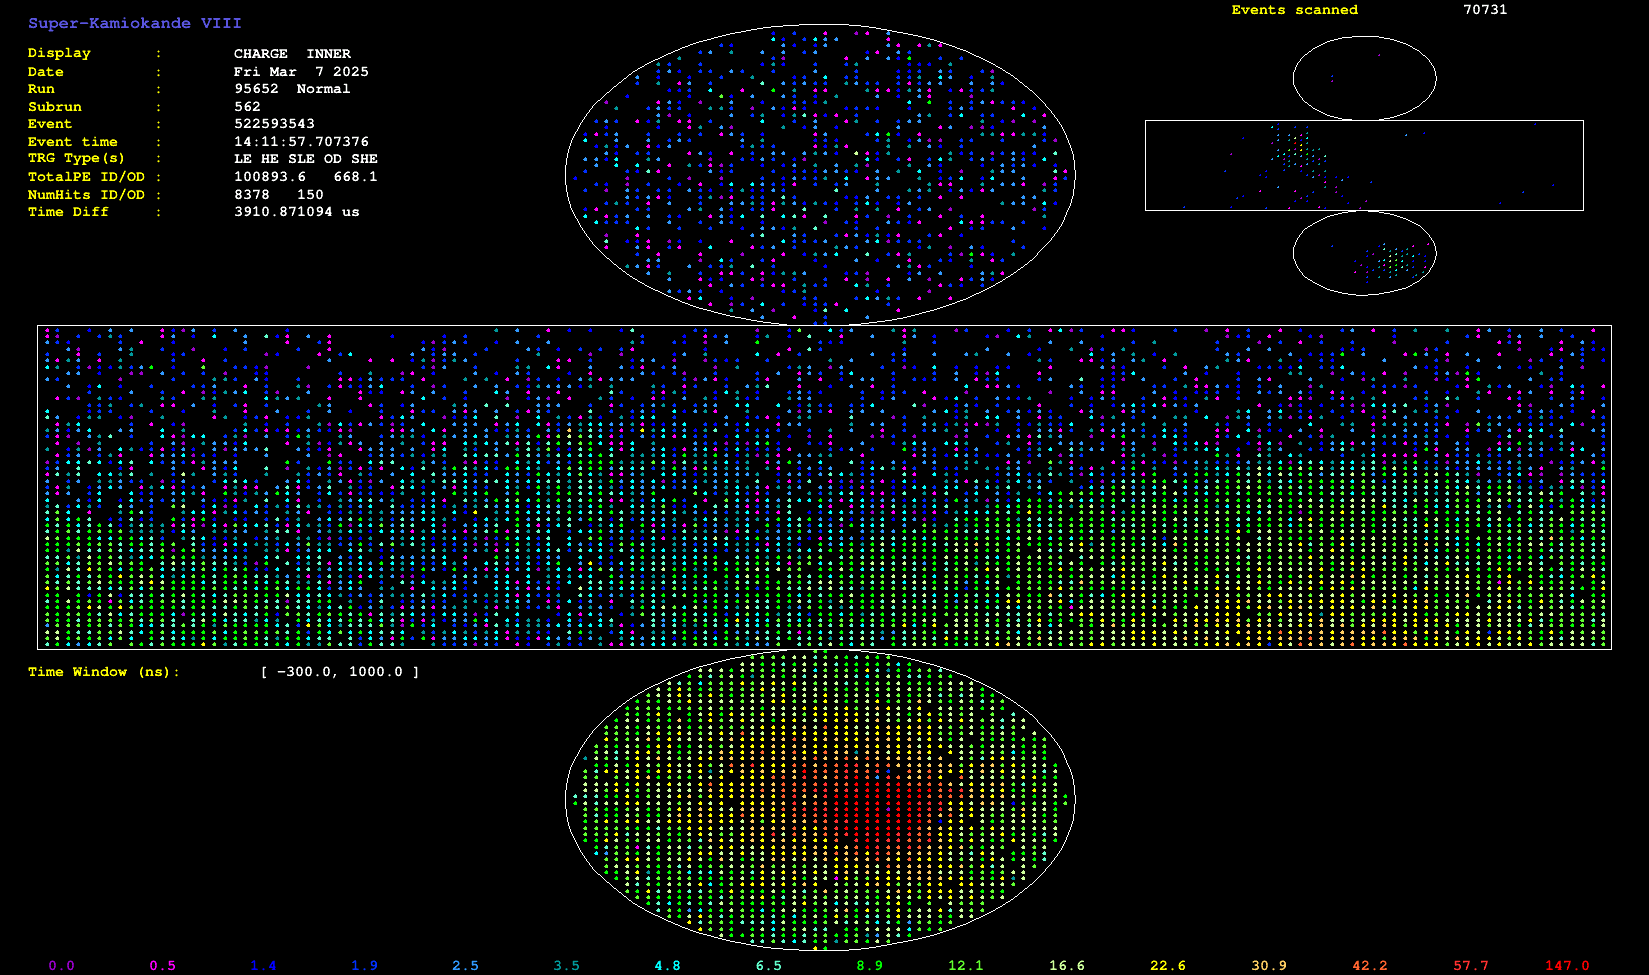 Super-Kamiokande VIII
Events scanned 70731
Display : CHARGE INNER
Date : Fri Mar 7 2025
Run : 95652 Normal
Subrun : 562
Event : 522593543
Event time : 14:11:57.707376
TRG Type(s) : LE HE SLE OD SHE
TotalPE ID/OD : 100893.6 668.1
NumHits ID/OD : 8378 150
Time Diff : 3910.871094 us
Time Window (ns): [ -300.0, 1000.0 ]
0.0 0.5 1.4 1.9 2.5 3.5 4.8 6.5 8.9 12.1 16.6 22.6 30.9 42.2 57.7 147.0